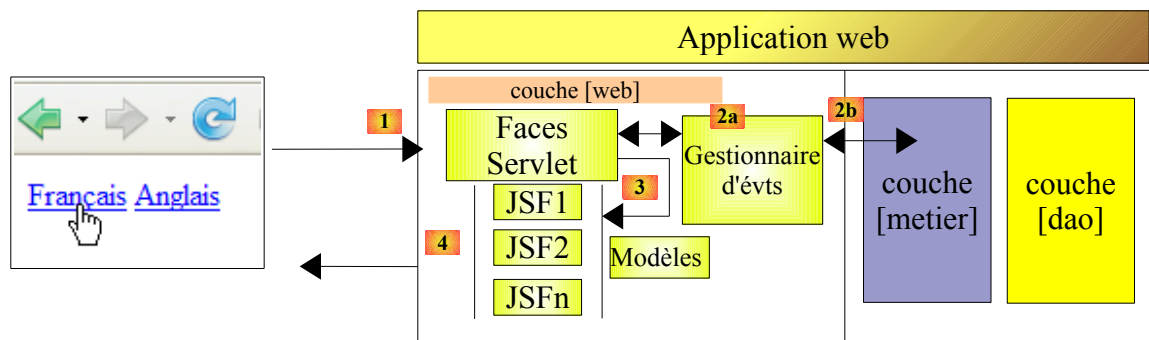 Application web
couche [web]
Français Anglais
1
Faces
Servlet
2a
Gestionnaire
d'évts
2b
couche
[metier]
couche
[dao]
3
JSF1
JSF2
JSFn
Modèles
4